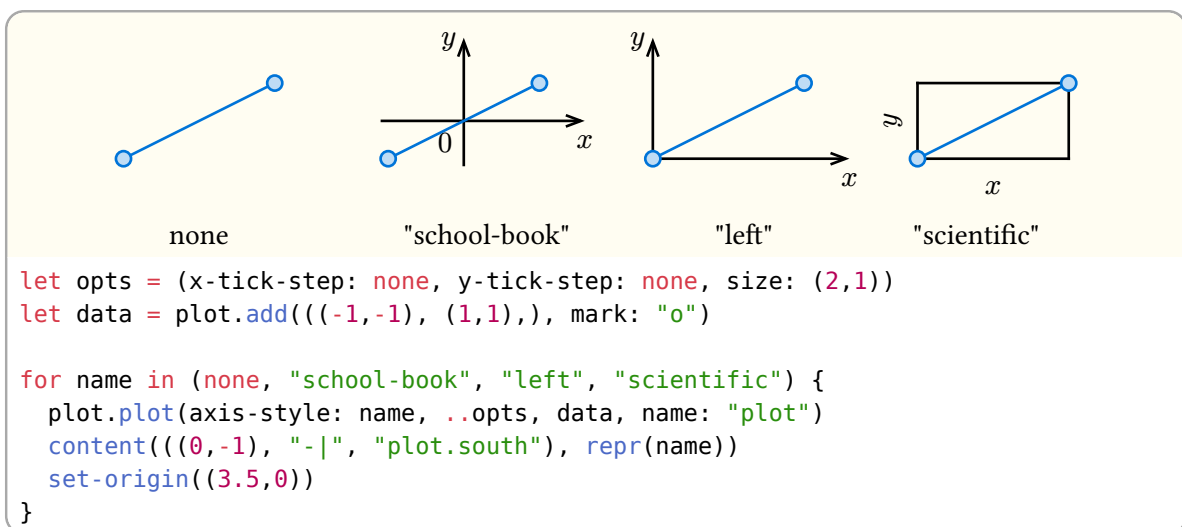 y
0
x
y
x
y
x
none
"school-book"
"left"
"scientific"
let opts = (x-tick-step: none, y-tick-step: none, size: (2,1))
let data = plot.add(((-1,-1), (1,1),), mark: "o")
for name in (none, "school-book", "left", "scientific") {
  plot.plot(axis-style: name, ..opts, data, name: "plot")
  content(((0,-1), "-|", "plot.south"), repr(name))
  set-origin((3.5,0))
}